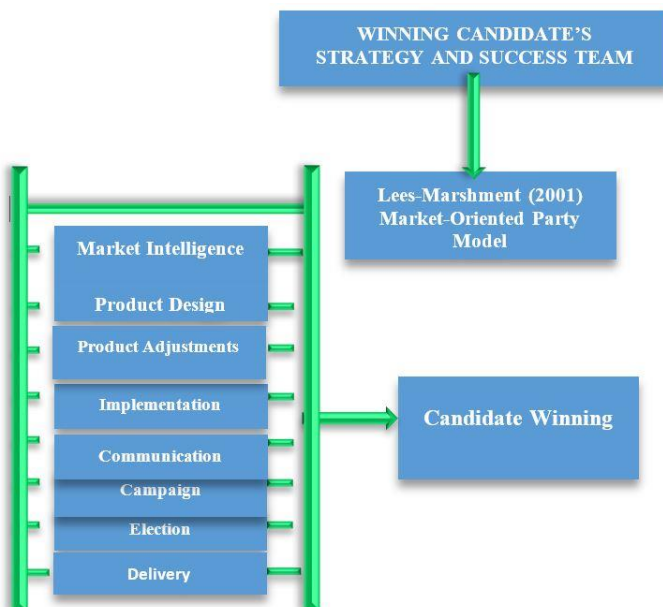 WINNING CANDIDATE'S
STRATEGY AND SUCCESS TEAM
Lees-Marshment (2001)
Market-Oriented Party
Model
Market Intelligence
Product Design
Product Adjustments
Implementation
Communication
Campaign
Election
Delivery
Candidate Winning